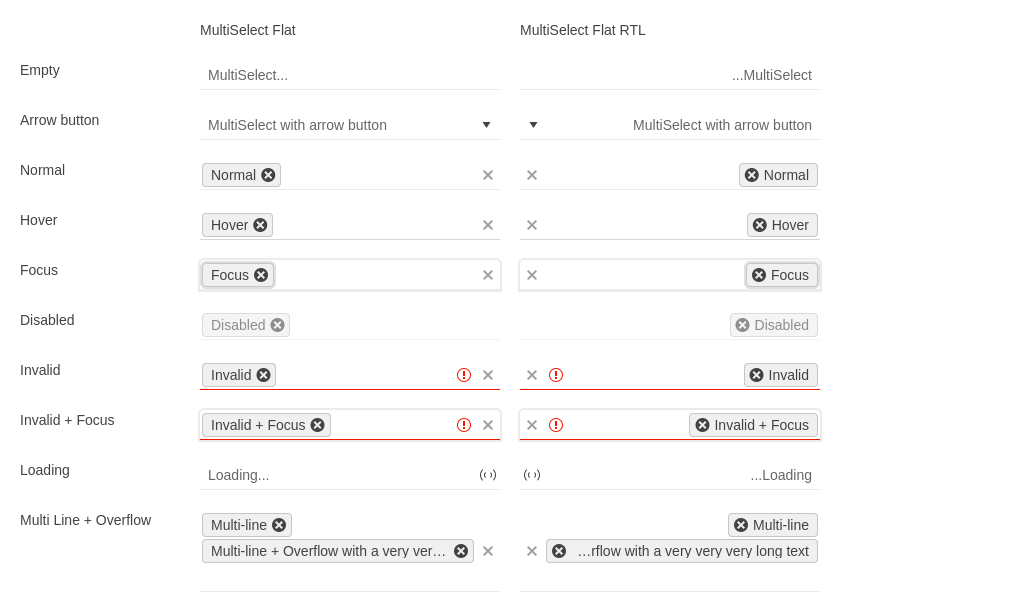 MultiSelect Flat MultiSelect Flat RTL
Empty MultiSelect... ...MultiSelect
Arrow button MultiSelect with arrow button MultiSelect with arrow button
Normal Normal Normal
Hover Hover Hover
Focus Focus Focus
Disabled Disabled Disabled
Invalid Invalid Invalid
Invalid + Focus Invalid + Focus Invalid + Focus
Loading Loading... ...Loading
Multi Line + Overflow Multi-line Multi-line
Multi-line + Overflow with a very ver… …rflow with a very very very long text